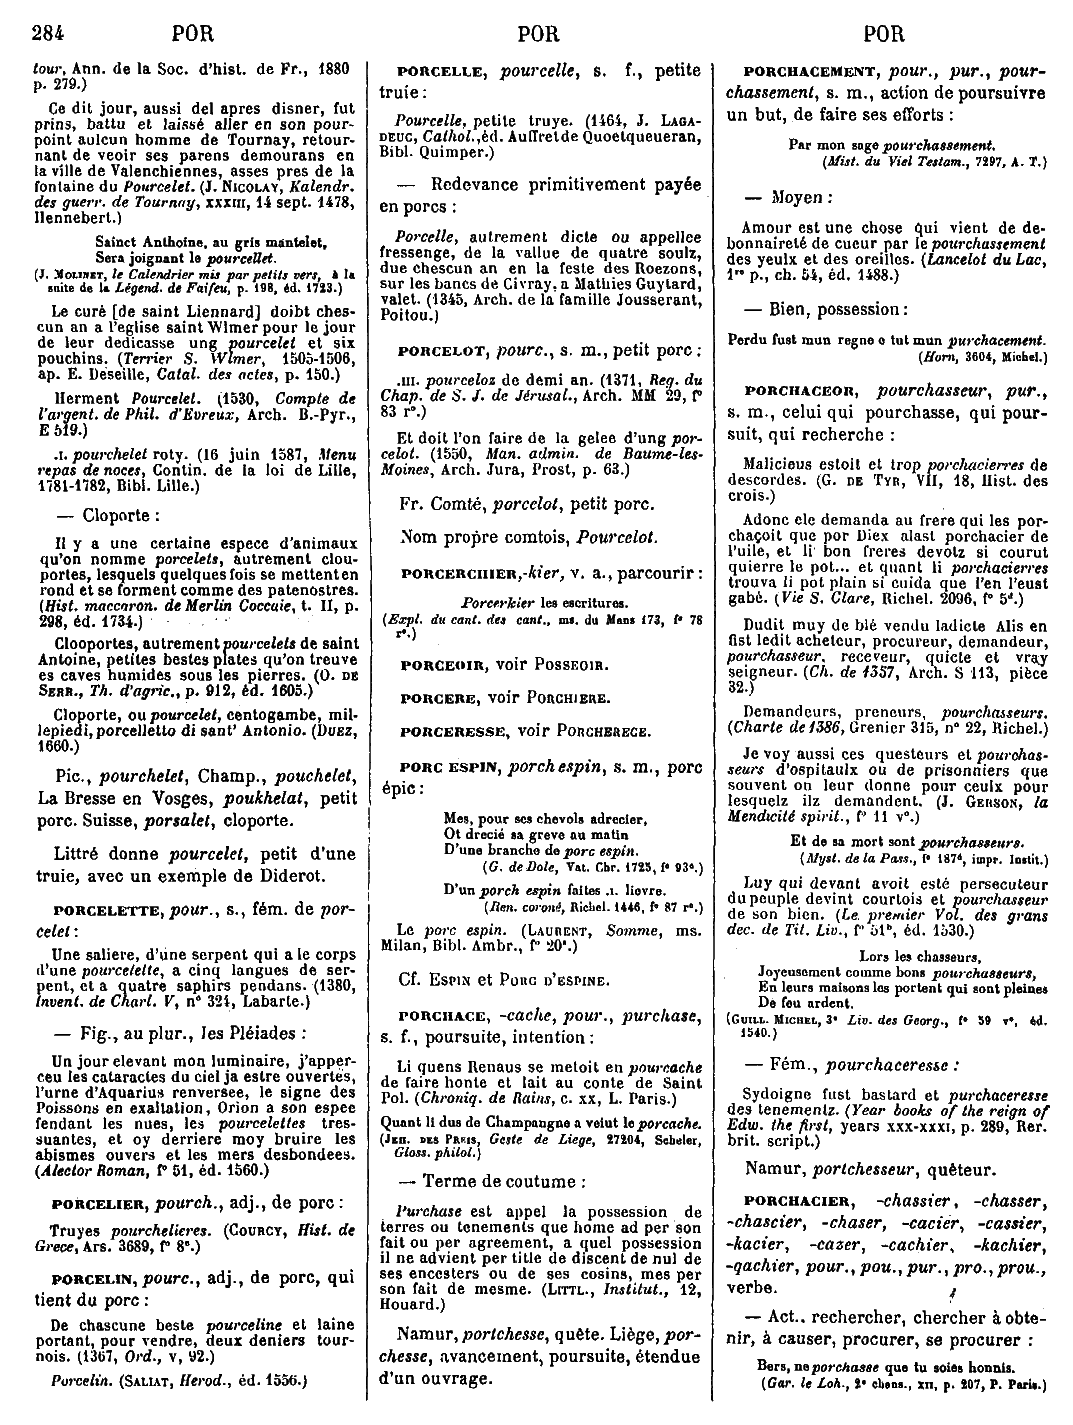 284 POR POR POR
tour, Ann. de la Soc. d'hist. de Fr., 1880
p. 279.)
Ce dit jour, aussi del apres disner, fut
prins, battu et laissé aller en son pour-
point aulcun homme de Tournay, retour-
nant de veoir ses parens demourans en
la ville de Valenchiennes, asses pres de la
fontaine du Pourcelet. (J. NICOLAY, Kalendr.
des guerr. de Tournay, XXXIII, 14 sept. 1478,
Hennebert.)
Sainct Anthoine, au gris mantelet,
Sera joignant le pourcellet.
(J. MOLINET, le Calendrier mis par petits vers, à la
suite de la Légend. de Faifeu, p. 198, éd. 1723.)
Le curé [de saint Liennard] doibt ches-
cun an a l'eglise saint Wlmer pour le jour
de leur dedicasse ung pourcelet et six
pouchins. (Terrier S. Wlmer, 1505-1506,
ap. E. Deseille, Catal. des actes, p. 150.)
Herment Pourcelet. (1530, Compte de
l'argent. de Phil. d'Evreux, Arch. B.-Pyr.,
E 519.)
.I. pourchelet roty. (16 juin 1587, Menu
repas de noces, Contin. de la loi de Lille,
1781-1782, Bibl. Lille.)
— Cloporte :
Il y a une certaine espece d'animaux
qu'on nomme porcelets, autrement clou-
portes, lesquels quelques fois se mettent en
rond et se forment comme des patenostres.
(Hist. maccaron. de Merlin Coccaie, t. II, p.
298, éd. 1734.)
Clooportes, autrement pourcelets de saint
Antoine, petites bestes plates qu'on treuve
es caves humides sous les pierres. (O. DE
SERR., Th. d'agric., p. 912, éd. 1605.)
Cloporte, ou pourcelet, centogambe, mil-
lepiedi, porcelletto di sant' Antonio. (DUEZ,
1660.)
Pic., pourchelet, Champ., pouchelet,
La Bresse en Vosges, poukhelat, petit
porc. Suisse, porsalet, cloporte.
Littré donne pourcelet, petit d'une
truie, avec un exemple de Diderot.
PORCELETTE, pour., s., fém. de por-
celet :
Une saliere, d'une serpent qui a le corps
d'une pourcelette, a cinq langues de ser-
pent, et a quatre saphirs pendans. (1380,
Invent. de Charl. V, n° 324, Labarte.)
— Fig., au plur., les Pléiades :
Un jour elevant mon luminaire, j'apper-
ceu les cataractes du ciel ja estre ouvertes,
l'urne d'Aquarius renversee, le signe des
Poissons en exaltation, Orion a son espee
fendant les nues, les pourcelettes tres-
suantes, et oy derriere moy bruire les
abismes ouvers et les mers desbondees.
(Alector Roman, f° 51, éd. 1560.)
PORCELIER, pourch., adj., de porc :
Truyes pourchelieres. (COURCY, Hist. de
Grece, Ars. 3689, f° 8ª.)
PORCELIN, pourc., adj., de porc, qui
tient du porc :
De chascune beste pourceline et laine
portant, pour vendre, deux deniers tour-
nois. (1367, Ord., V, 92.)
Porcelin. (SALIAT, Herod., éd. 1556.)
PORCELLE, pourcelle, s. f., petite
truie :
Pourcelle, petite truye. (1464, J. LAGA-
DEUC, Cathol., éd. Auffret de Quoetqueueran,
Bibl. Quimper.)
— Redevance primitivement payée
en porcs :
Porcelle, autrement dicte ou appellee
fressenge, de la vallue de quatre soulz,
due chescun an en la feste des Roezons,
sur les bancs de Civray, a Mathies Guytard,
valet. (1345, Arch. de la famille Jousserant,
Poitou.)
PORCELOT, pourc., s. m., petit porc :
.III. pourceloz de demi an. (1371, Reg. du
Chap. de S. J. de Jérusal., Arch. MM 29, f°
83 r°.)
Et doit l'on faire de la gelee d'ung por-
celot. (1550, Man. admin. de Baume-les-
Moines, Arch. Jura, Prost, p. 63.)
Fr. Comté, porcelot, petit porc.
Nom propre comtois, Pourcelot.
PORCERCHIER, -kier, v. a., parcourir :
Porcerkier les escritures.
(Expl. du cant. des cant., ms. du Mans 173, f° 78
r°.)
PORCEOIR, voir POSSEOIR.
PORCERE, voir PORCHIERE.
PORCERESSE, voir PORCHERECE.
PORC ESPIN, porch espin, s. m., porc
épic :
Mes, pour ses chevols adrecier,
Ot drecié sa greve au matin
D'une branche de porc espin.
(G. de Dole, Vat. Chr. 1725, f° 93ª.)
D'un porch espin faites .I. lievre.
(Ren. coroné, Richel. 1446, f° 87 r°.)
Le porc espin. (LAURENT, Somme, ms.
Milan, Bibl. Ambr., f° 20ª.)
Cf. ESPIN et PORC D'ESPINE.
PORCHACE, -cache, pour., purchase,
s. f., poursuite, intention :
Li quens Renaus se metoit en pourcache
de faire honte et lait au conte de Saint
Pol. (Chroniq. de Rains, c. XX, L. Paris.)
Quant li dus de Champangne a volut le porcache.
(JEH. DES PREIS, Geste de Liege, 27204, Scheler,
Gloss. philol.)
— Terme de coutume :
Purchase est appel la possession de
terres ou tenements que home ad per son
fait ou per agreement, a quel possession
il ne advient per title de discent de nul de
ses encesters ou de ses cosins, mes per
son fait de mesme. (LITTL., Institut., 12,
Houard.)
Namur, portchesse, quête. Liège, por-
chesse, avancement, poursuite, étendue
d'un ouvrage.
PORCHACEMENT, pour., pur., pour-
chassement, s. m., action de poursuivre
un but, de faire ses efforts :
Par mon sage pourchassement.
(Mist. du Viel Testam., 7297, A. T.)
— Moyen :
Amour est une chose qui vient de de-
bonnaireté de cueur par le pourchassement
des yeulx et des oreilles. (Lancelot du Lac,
1re p., ch. 54, éd. 1488.)
— Bien, possession :
Perdu fust mun regne o tut mun purchacement.
(Horn, 3604, Michel.)
PORCHACEOR, pourchasseur, pur.,
s. m., celui qui pourchasse, qui pour-
suit, qui recherche :
Malicieus estoit et trop porchacierres de
descordes. (G. DE TYR, VII, 18, Hist. des
crois.)
Adonc ele demanda au frere qui les por-
chaçoit que por Diex alast porchacier de
l'uile, et li bon freres devotz si courut
quierre le pot... et quant li porchacierres
trouva li pot plain si cuida que l'en l'eust
gabé. (Vie S. Clare, Richel. 2096, f° 5ᵈ.)
Dudit muy de blé vendu ladicte Alis en
fist ledit acheteur, procureur, demandeur,
pourchasseur, receveur, quicte et vray
seigneur. (Ch. de 1357, Arch. S 113, pièce
32.)
Demandeurs, preneurs, pourchasseurs.
(Charte de 1386, Grenier 315, n° 22, Richel.)
Je voy aussi ces questeurs et pourchas-
seurs d'ospitaulx ou de prisonniers que
souvent on leur donne pour ceulx pour
lesquelz ilz demandent. (J. GERSON, la
Mendicité spirit., f° 11 v°.)
Et de sa mort sont pourchasseurs.
(Myst. de la Pass., f° 187ᵈ, impr. Instit.)
Luy qui devant avoit esté persecuteur
du peuple devint courtois et pourchasseur
de son bien. (Le premier Vol. des grans
dec. de Tit. Liv., f° 51ᵇ, éd. 1530.)
Lors les chasseurs,
Joyeusement comme bons pourchasseurs,
En leurs maisons les portent qui sont pleines
De feu ardent.
(GUILL. MICHEL, 3ᵉ Liv. des Georg., f° 59 v°, éd.
1540.)
— Fém., pourchaceresse :
Sydoigne fust bastard et purchaceresse
des tenementz. (Year books of the reign of
Edw. the first, years XXX-XXXI, p. 289, Rer.
brit. script.)
Namur, portchesseur, quêteur.
PORCHACIER, -chassier, -chasser,
-chascier, -chaser, -cacier, -cassier,
-kacier, -cazer, -cachier, -kachier,
-qachier, pour., pou., pur., pro., prou.,
verbe.
— Act., rechercher, chercher à obte-
nir, à causer, procurer, se procurer :
Bers, ne porchasse que tu soies honnis.
(Gar. le Loh., 2ᵉ chans., XII, p. 207, P. Paris.)